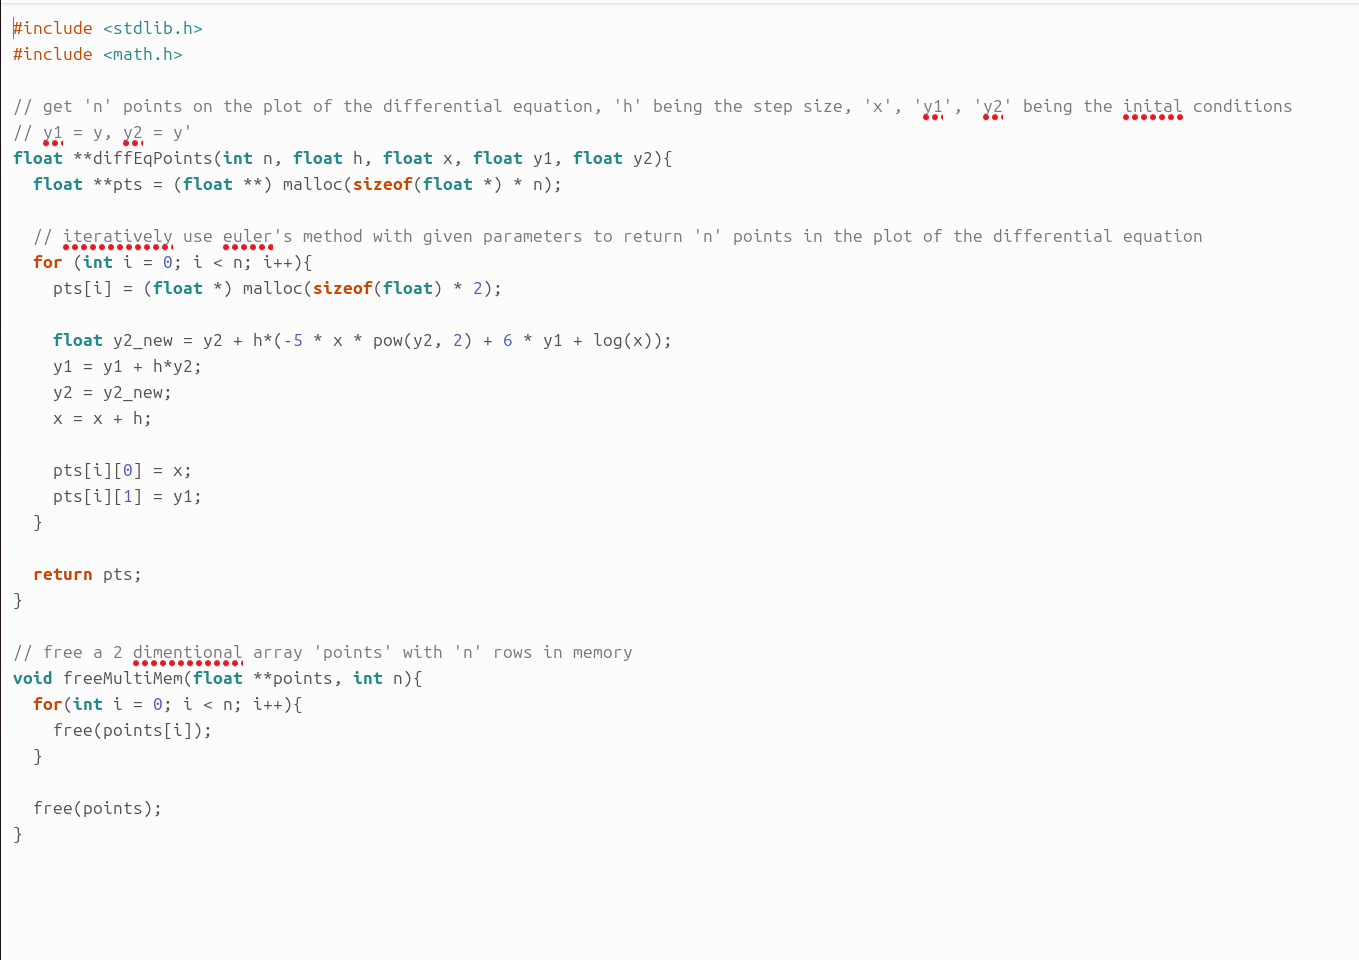 #include <stdlib.h>
#include <math.h>
// get 'n' points on the plot of the differential equation, 'h' being the step size, 'x', 'y1', 'y2' being the inital conditions
// y1 = y, y2 = y'
float **diffEqPoints(int n, float h, float x, float y1, float y2){
  float **pts = (float **) malloc(sizeof(float *) * n);
  // iteratively use euler's method with given parameters to return 'n' points in the plot of the differential equation
  for (int i = 0; i < n; i++){
    pts[i] = (float *) malloc(sizeof(float) * 2);
    float y2_new = y2 + h*(-5 * x * pow(y2, 2) + 6 * y1 + log(x));
    y1 = y1 + h*y2;
    y2 = y2_new;
    x = x + h;
    pts[i][0] = x;
    pts[i][1] = y1;
  }
  return pts;
}
// free a 2 dimentional array 'points' with 'n' rows in memory
void freeMultiMem(float **points, int n){
  for(int i = 0; i < n; i++){
    free(points[i]);
  }
  free(points);
}